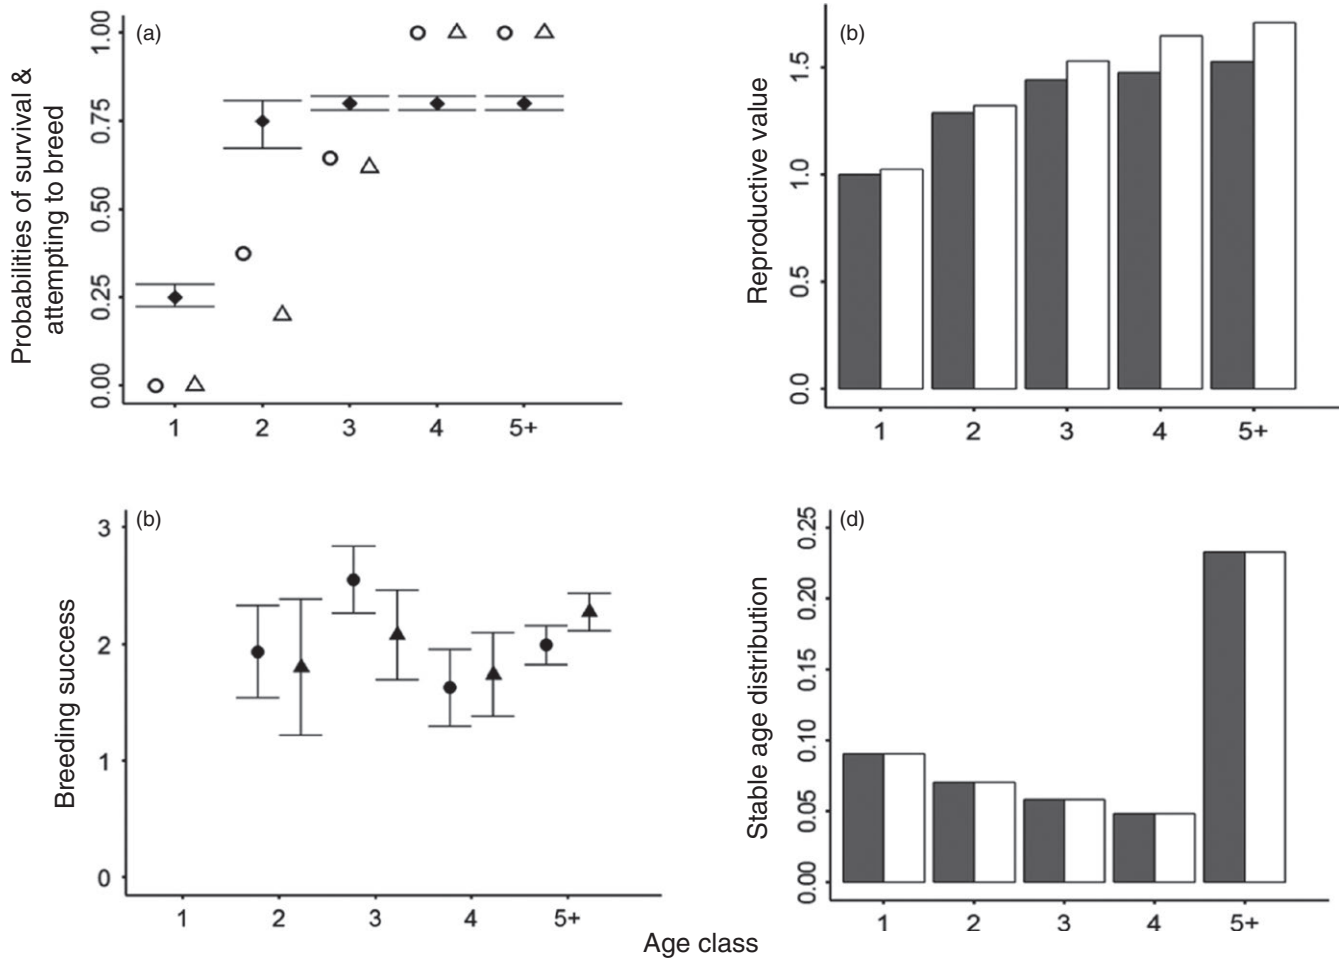 (a)
Probabilities of survival &
attempting to breed
1.00
0.75
0.50
0.25
0.00
1 2 3 4 5+
(b)
Reproductive value
1.5
1.0
0.5
0.0
1 2 3 4 5+
(b)
Breeding success
3
2
1
0
1 2 3 4 5+
(d)
Stable age distribution
0.25
0.20
0.15
0.10
0.05
0.00
1 2 3 4 5+
Age class